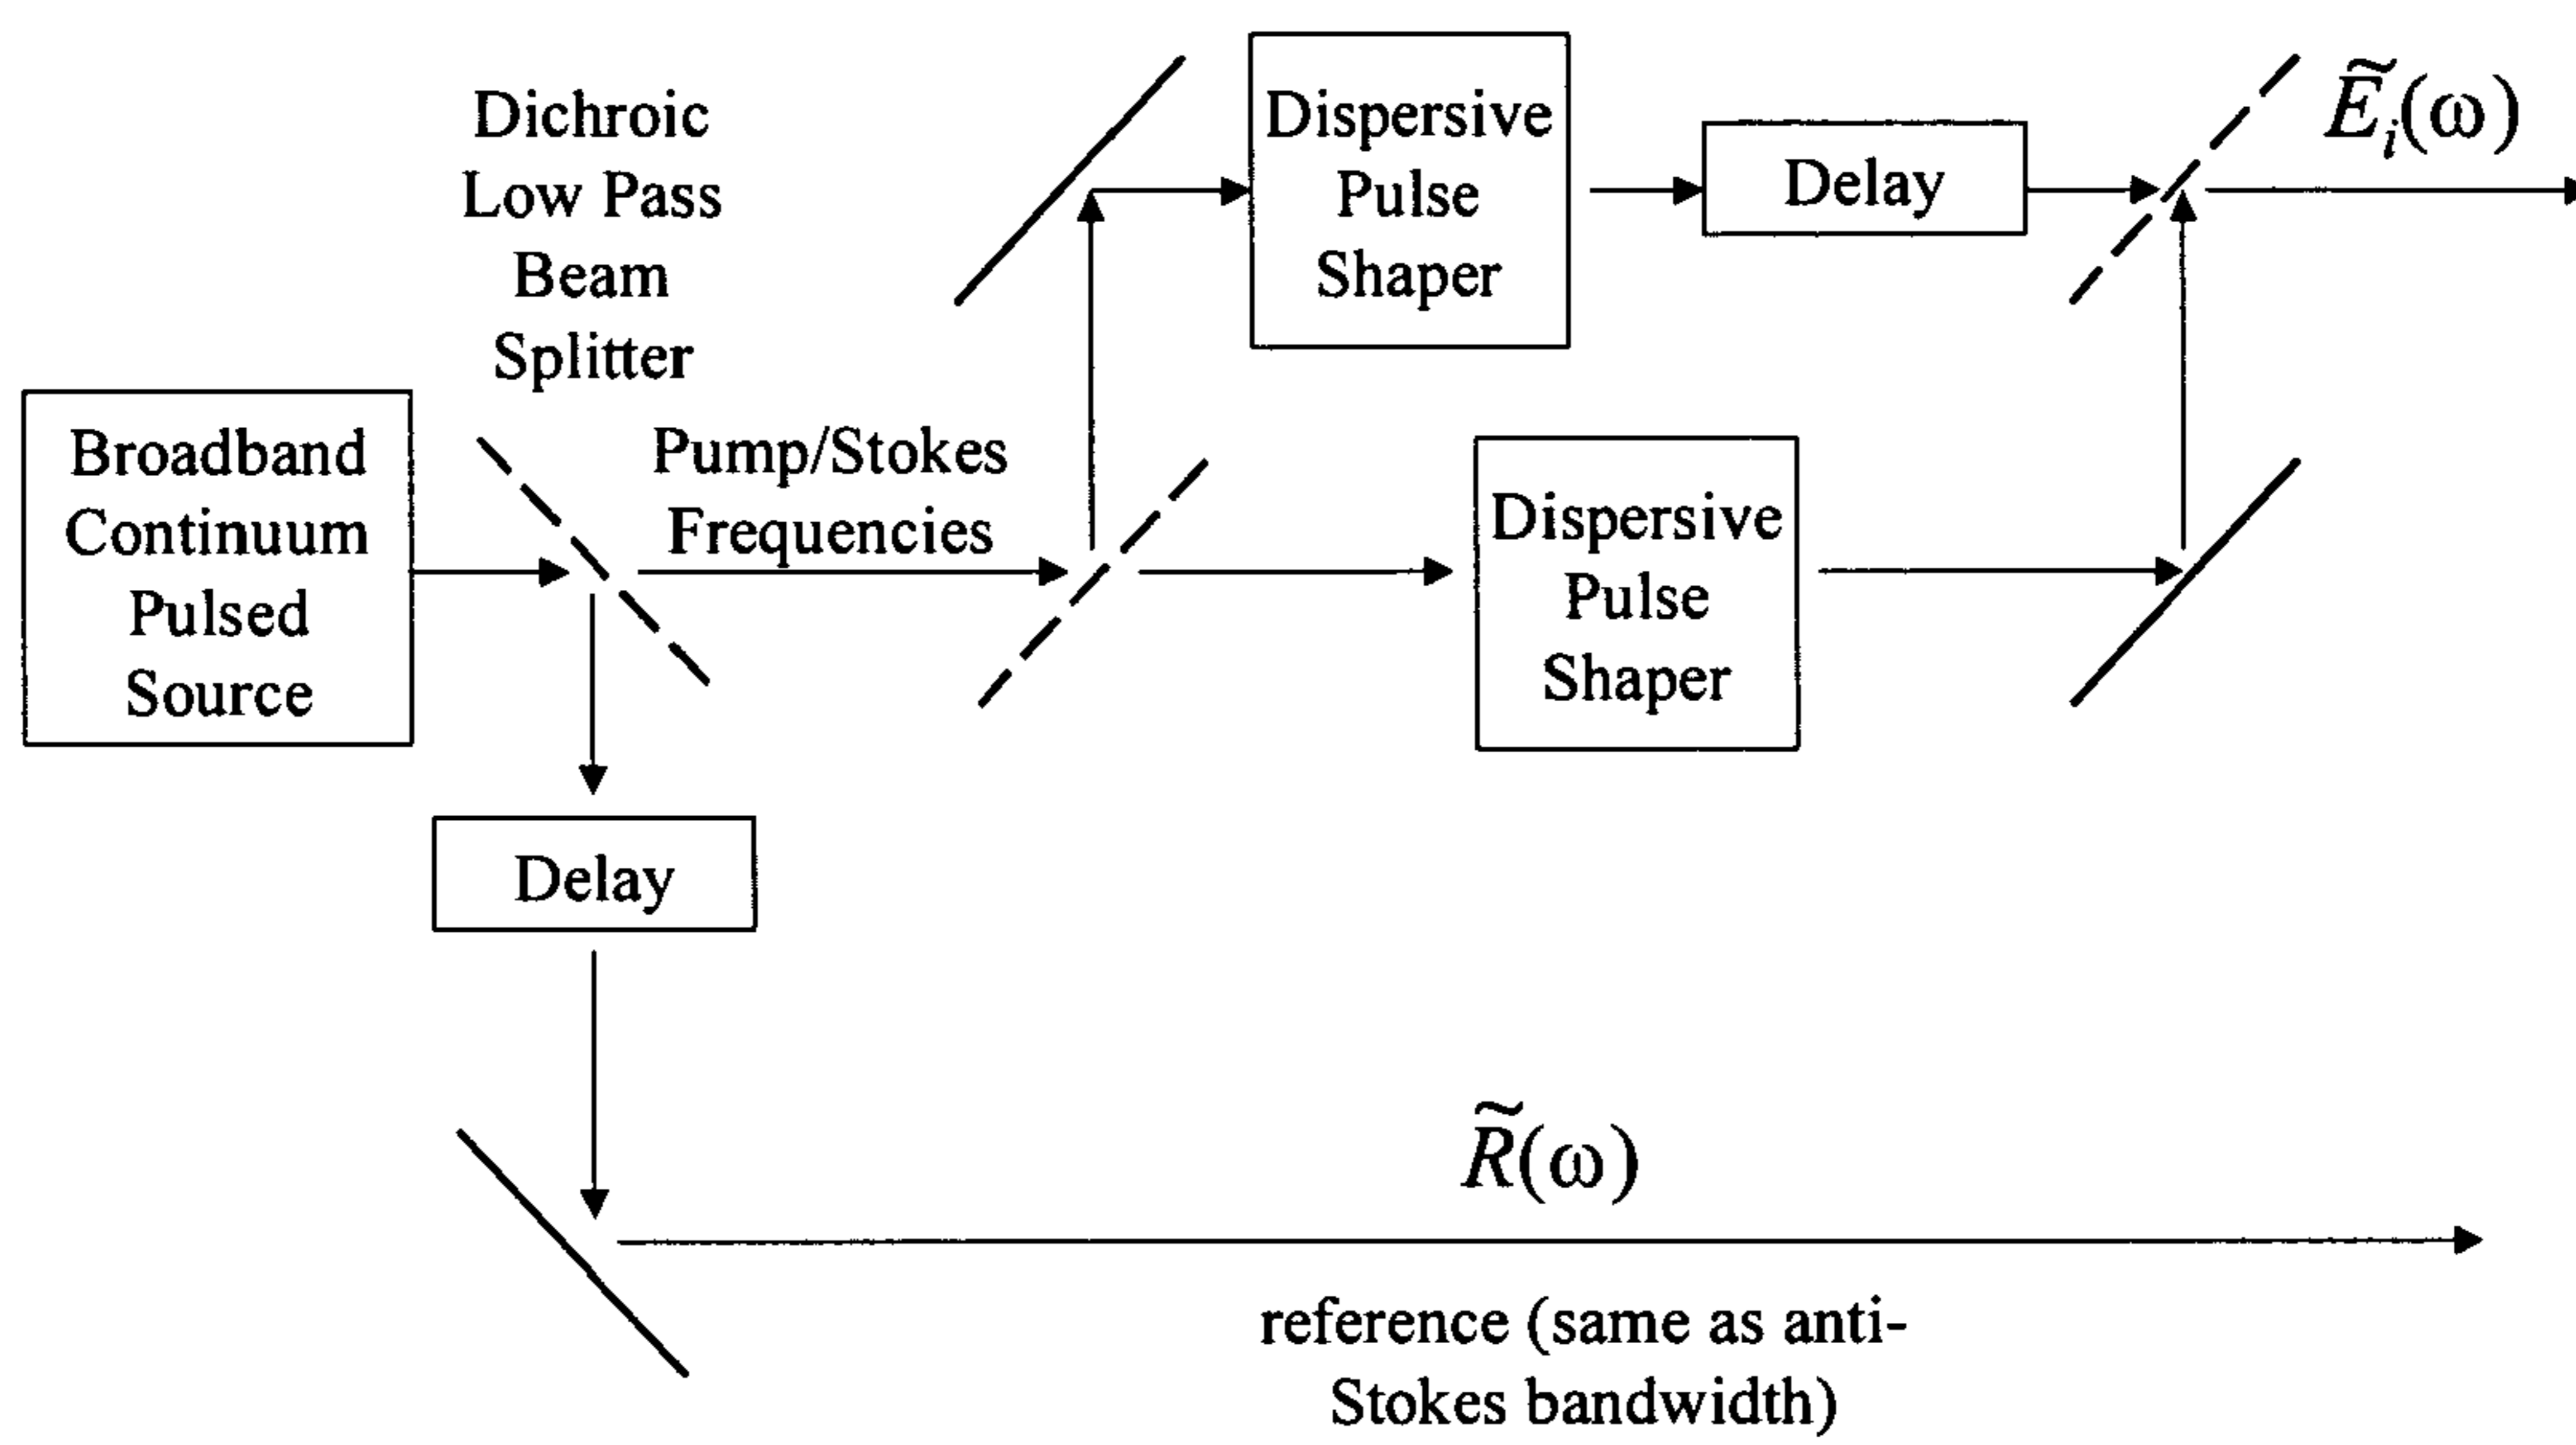 Dichroic
Low Pass
Beam
Splitter
Broadband
Continuum
Pulsed
Source
Pump/Stokes
Frequencies
Dispersive
Pulse
Shaper
Delay
Ẽᵢ(ω)
Dispersive
Pulse
Shaper
Delay
R̃(ω)
reference (same as anti-
Stokes bandwidth)